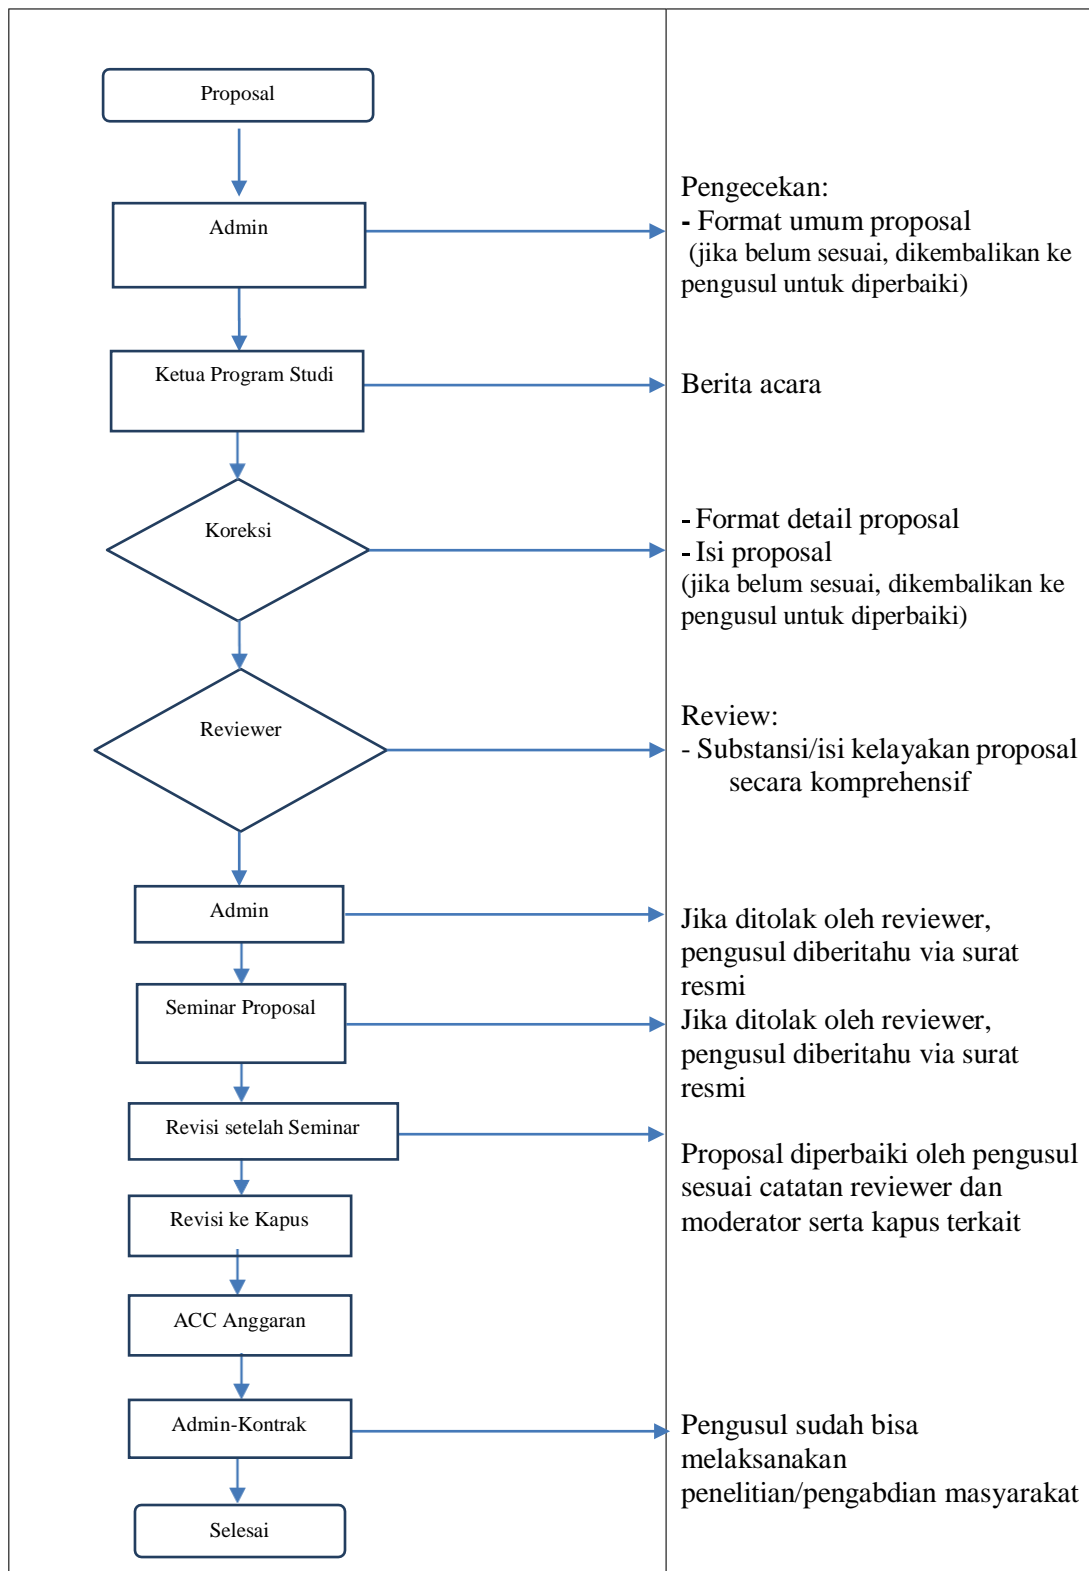 Proposal
Admin
Pengecekan:
- Format umum proposal
(jika belum sesuai, dikembalikan ke
pengusul untuk diperbaiki)
Ketua Program Studi
Berita acara
Koreksi
- Format detail proposal
- Isi proposal
(jika belum sesuai, dikembalikan ke
pengusul untuk diperbaiki)
Reviewer
Review:
- Substansi/isi kelayakan proposal
secara komprehensif
Admin
Jika ditolak oleh reviewer,
pengusul diberitahu via surat
resmi
Seminar Proposal
Jika ditolak oleh reviewer,
pengusul diberitahu via surat
resmi
Revisi setelah Seminar
Proposal diperbaiki oleh pengusul
sesuai catatan reviewer dan
moderator serta kapus terkait
Revisi ke Kapus
ACC Anggaran
Admin-Kontrak
Pengusul sudah bisa
melaksanakan
penelitian/pengabdian masyarakat
Selesai